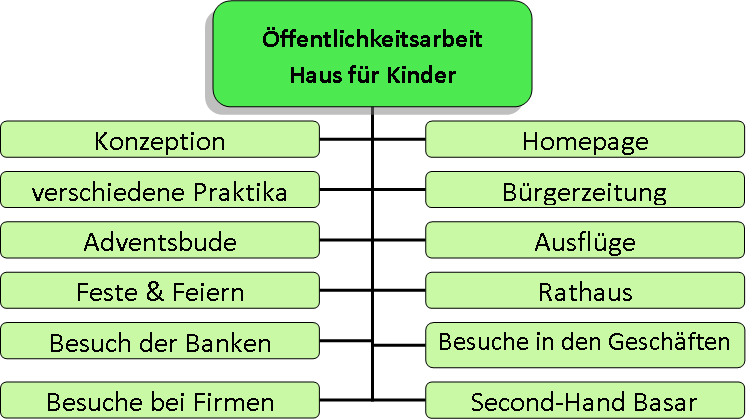 Öffentlichkeitsarbeit
Haus für Kinder
Konzeption
Homepage
verschiedene Praktika
Bürgerzeitung
Adventsbude
Ausflüge
Feste & Feiern
Rathaus
Besuch der Banken
Besuche in den Geschäften
Besuche bei Firmen
Second-Hand Basar